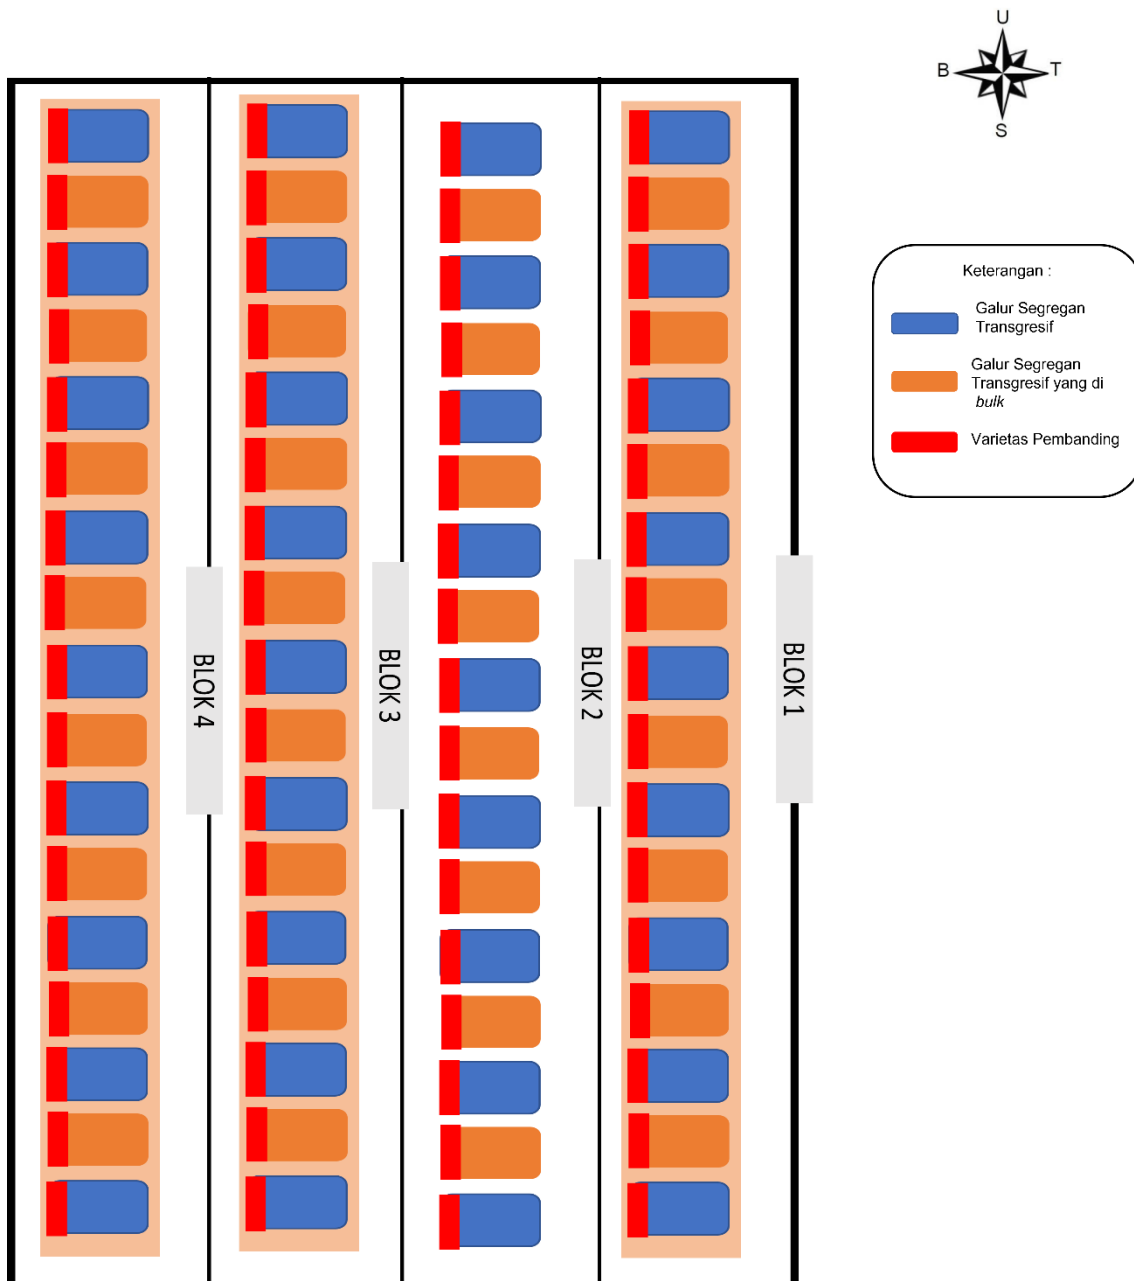 U
B
T
S
Keterangan :
Galur Segregan
Transgresif
Galur Segregan
Transgresif yang di
bulk
Varietas Pembanding
BLOK 4
BLOK 3
BLOK 2
BLOK 1